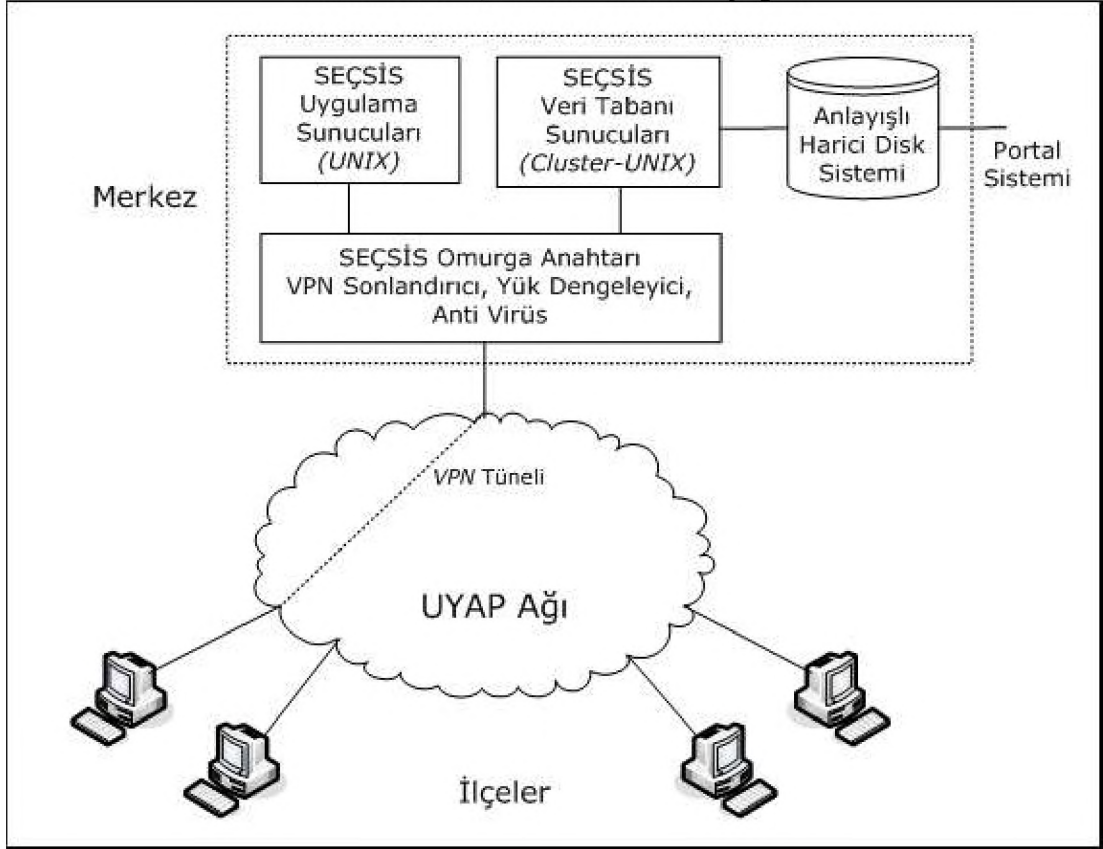 SEÇSİS
Uygulama
Sunucuları
(UNIX)
SEÇSİS
Veri Tabanı
Sunucuları
(Cluster-UNIX)
Anlayışlı
Harici Disk
Sistemi
Portal
Sistemi
Merkez
SEÇSİS Omurga Anahtarı
VPN Sonlandırıcı, Yük Dengeleyici,
Anti Virüs
VPN Tüneli
UYAP Ağı
İlçeler